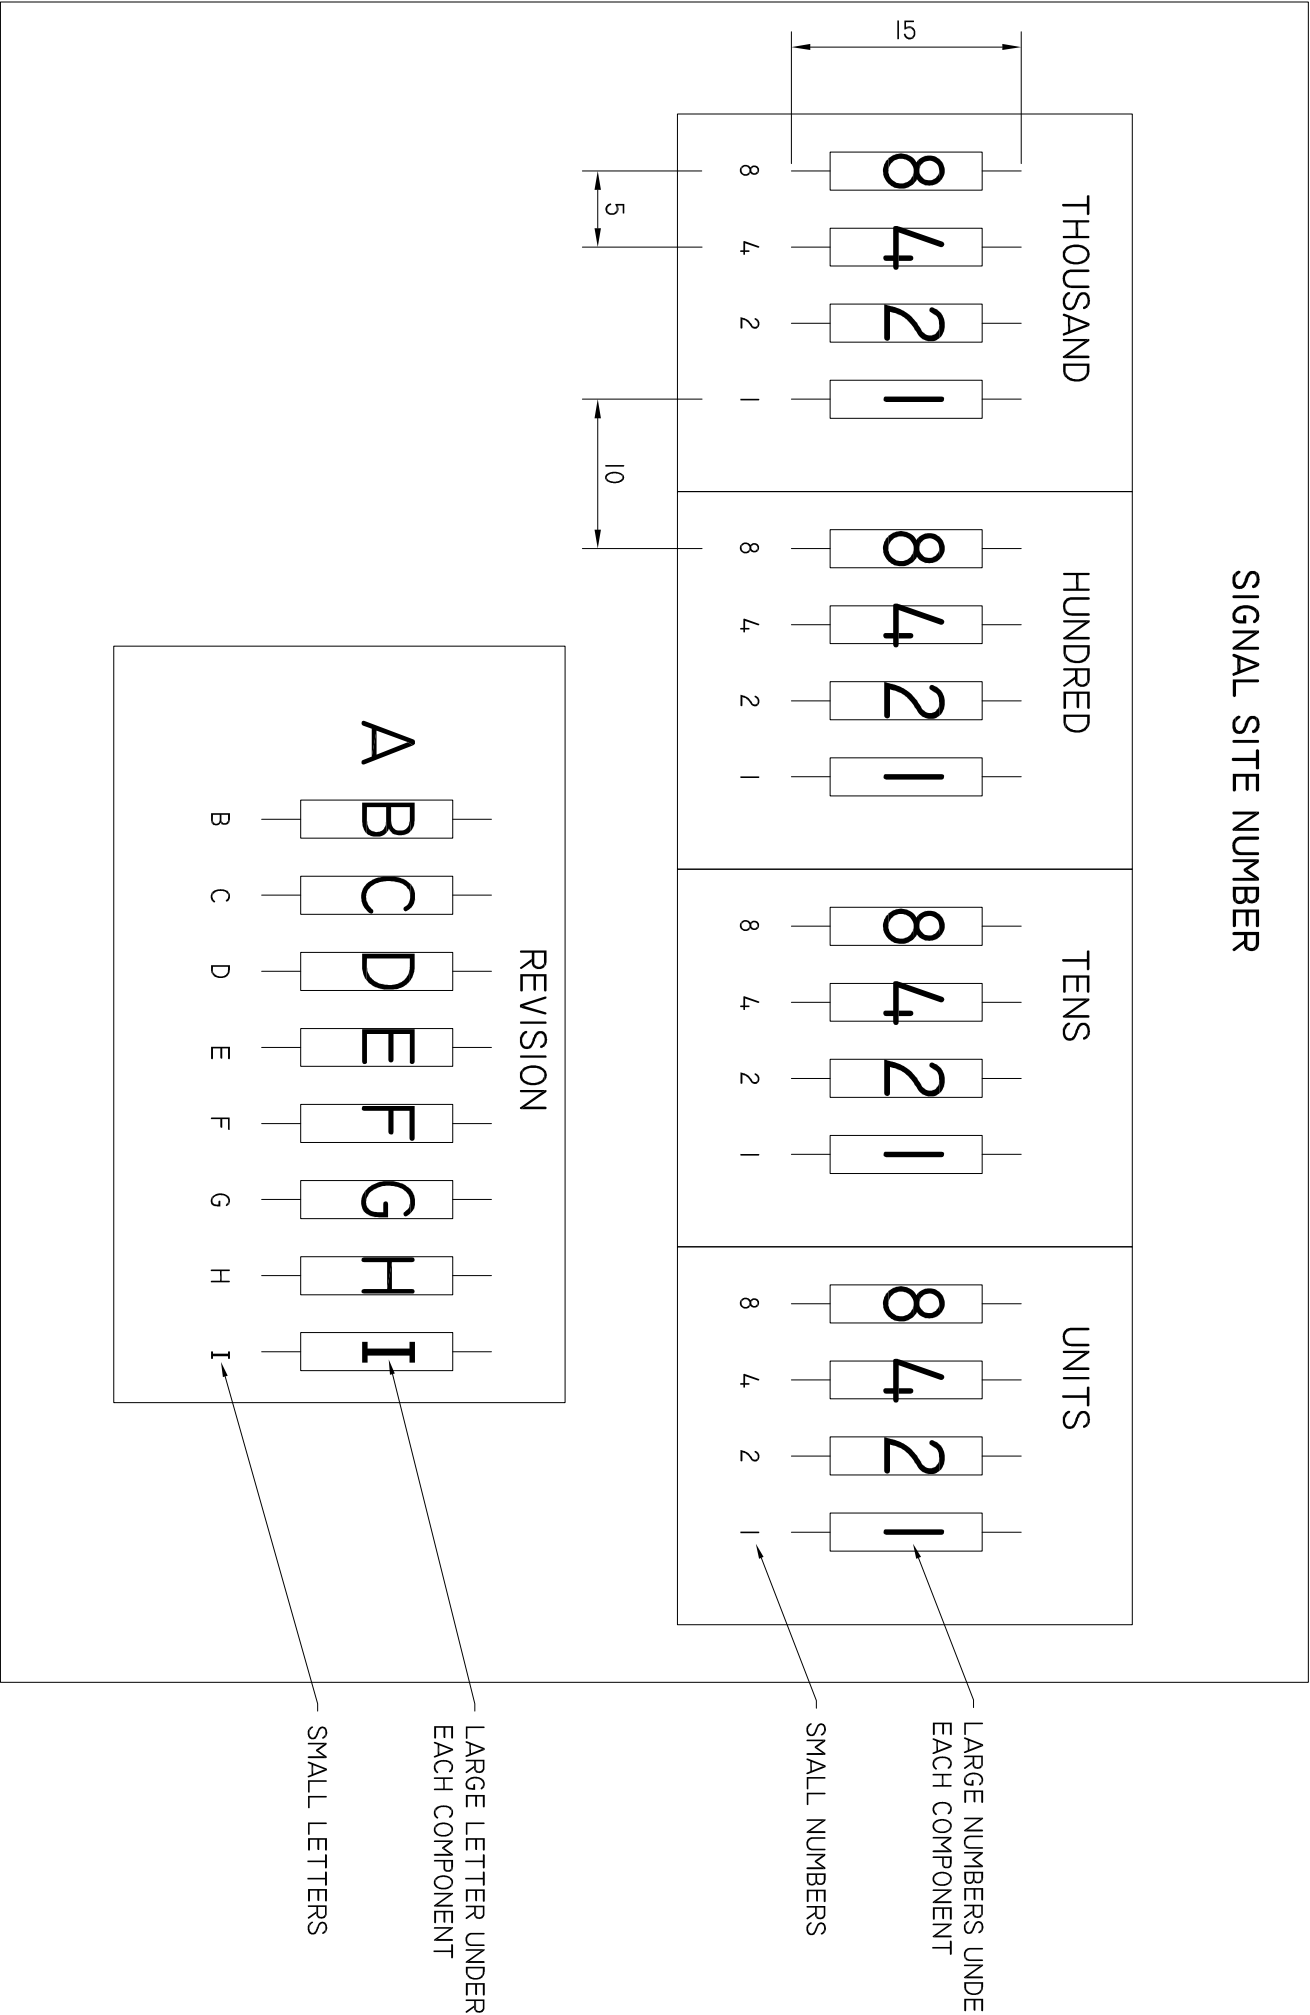 SIGNAL SITE NUMBER
THOUSAND HUNDRED TENS UNITS
15
8 4 2 1 8 4 2 1 8 4 2 1 8 4 2 1
8 4 2 1 8 4 2 1 8 4 2 1 8 4 2 1
5 10
LARGE NUMBERS UNDE
EACH COMPONENT
SMALL NUMBERS
REVISION
A B C D E F G H I
B C D E F G H I
LARGE LETTER UNDER
EACH COMPONENT
SMALL LETTERS